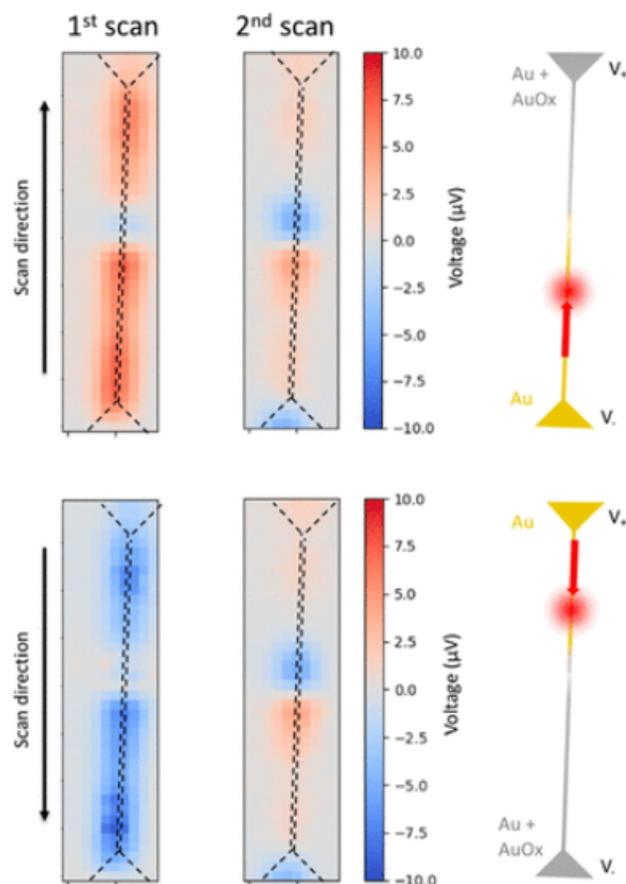 1st scan
2nd scan
Scan direction
10.0
7.5
5.0
2.5
0.0
−2.5
−5.0
−7.5
−10.0
Voltage (μV)
Au +
AuOx
V+
Au
V-
Scan direction
10.0
7.5
5.0
2.5
0.0
−2.5
−5.0
−7.5
−10.0
Voltage (μV)
Au
V+
Au +
AuOx
V-